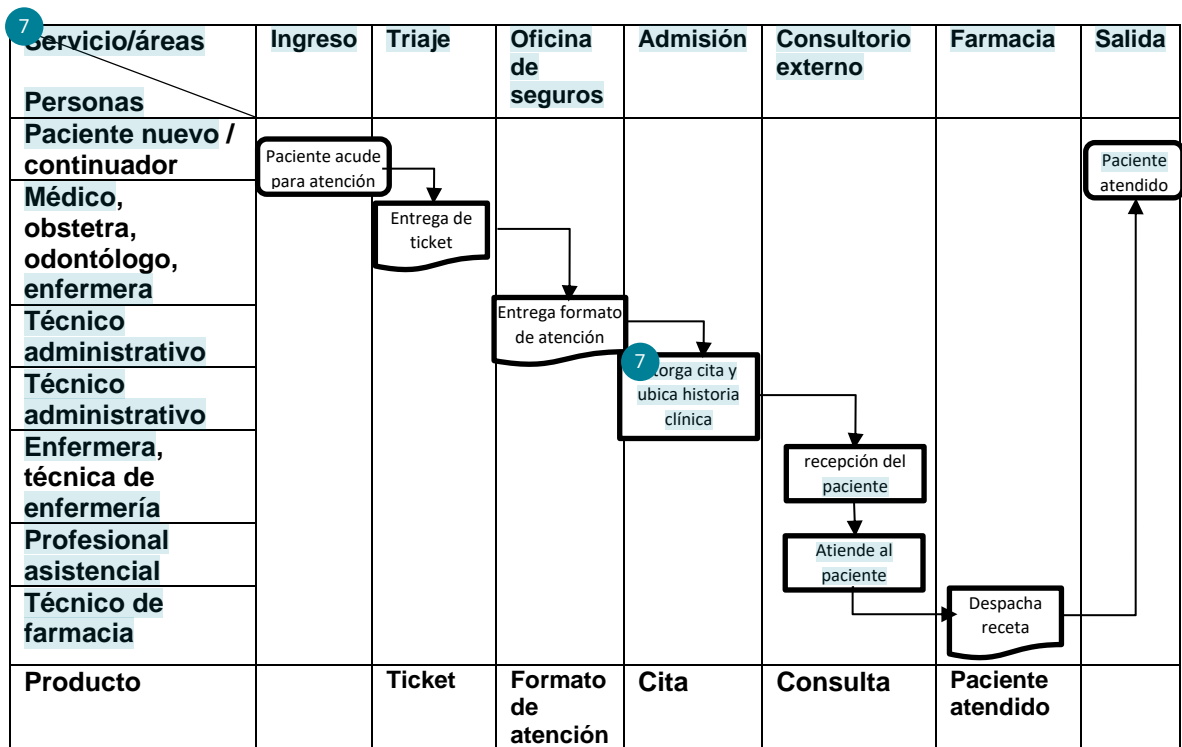 7
Servicio/áreas
Personas
Ingreso
Triaje
Oficina
de
seguros
Admisión
Consultorio
externo
Farmacia
Salida
Paciente nuevo /
continuador
Paciente acude
para atención
Paciente
atendido
Médico,
obstetra,
odontólogo,
enfermera
Entrega de
ticket
Técnico
administrativo
Entrega formato
de atención
Técnico
administrativo
7
torga cita y
ubica historia
clínica
Enfermera,
técnica de
enfermería
recepción del
paciente
Profesional
asistencial
Atiende al
paciente
Técnico de
farmacia
Despacha
receta
Producto
Ticket
Formato
de
atención
Cita
Consulta
Paciente
atendido